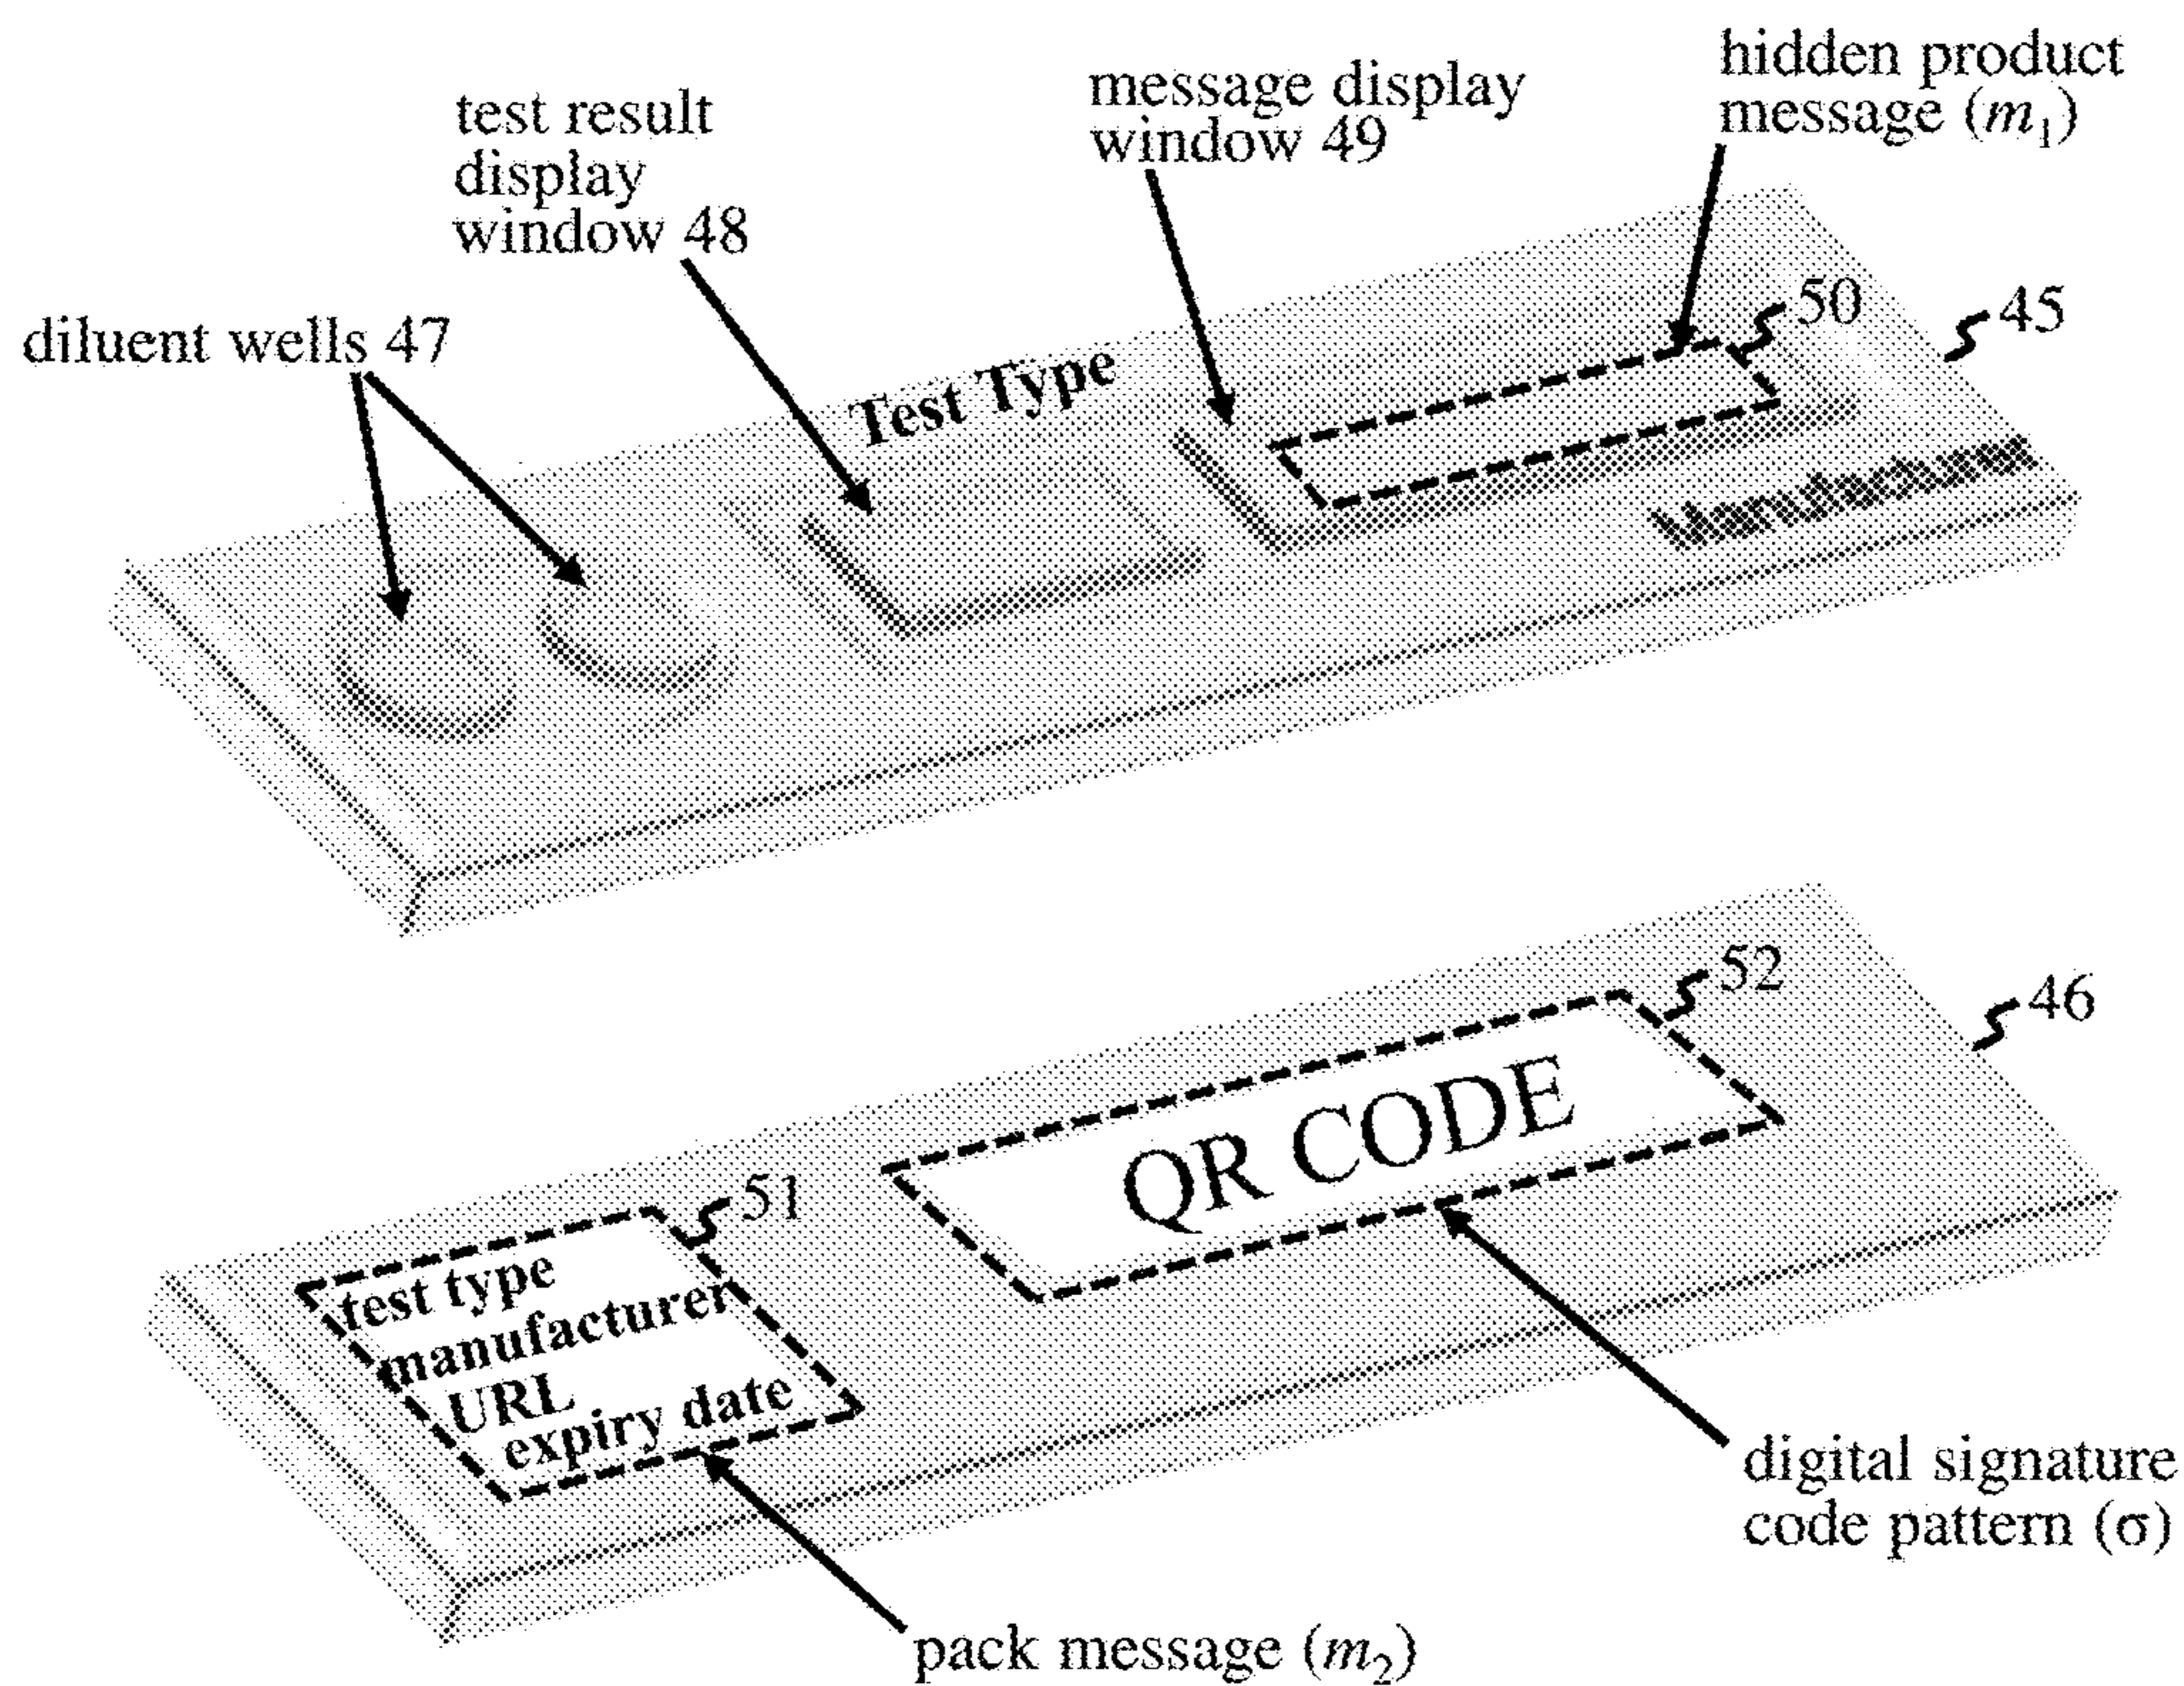 hidden product
message (m₁)
message display
window 49
test result
display
window 48
diluent wells 47
50
45
Test Type
Manufacturer
52
46
QR CODE
51
test type
manufacturer
URL
expiry date
digital signature
code pattern (σ)
pack message (m₂)